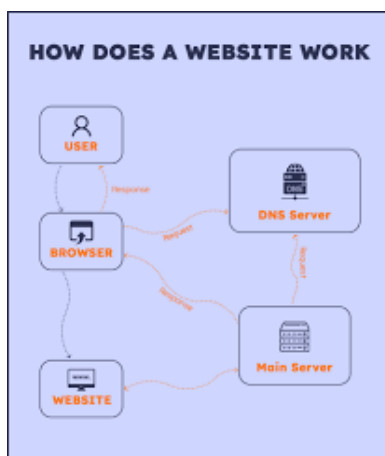 HOW DOES A WEBSITE WORK
USER
Response
DNS
DNS Server
Request
BROWSER
Request
Response
Main Server
WEBSITE